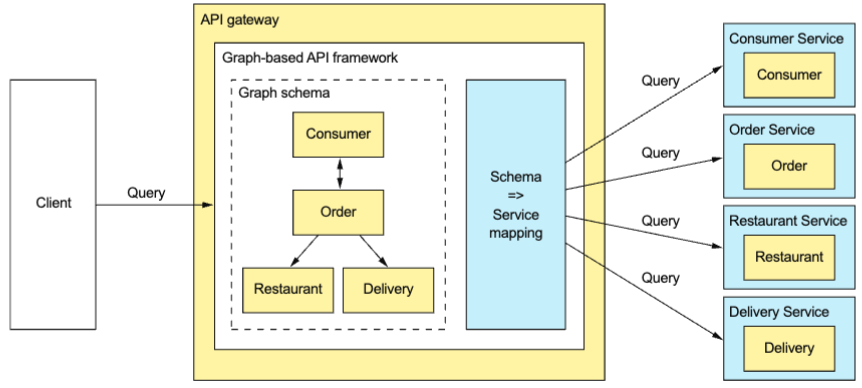 API gateway
Graph-based API framework
Graph schema
Consumer
Order
Restaurant
Delivery
Client
Query
Schema
=>
Service
mapping
Query
Query
Query
Query
Consumer Service
Consumer
Order Service
Order
Restaurant Service
Restaurant
Delivery Service
Delivery